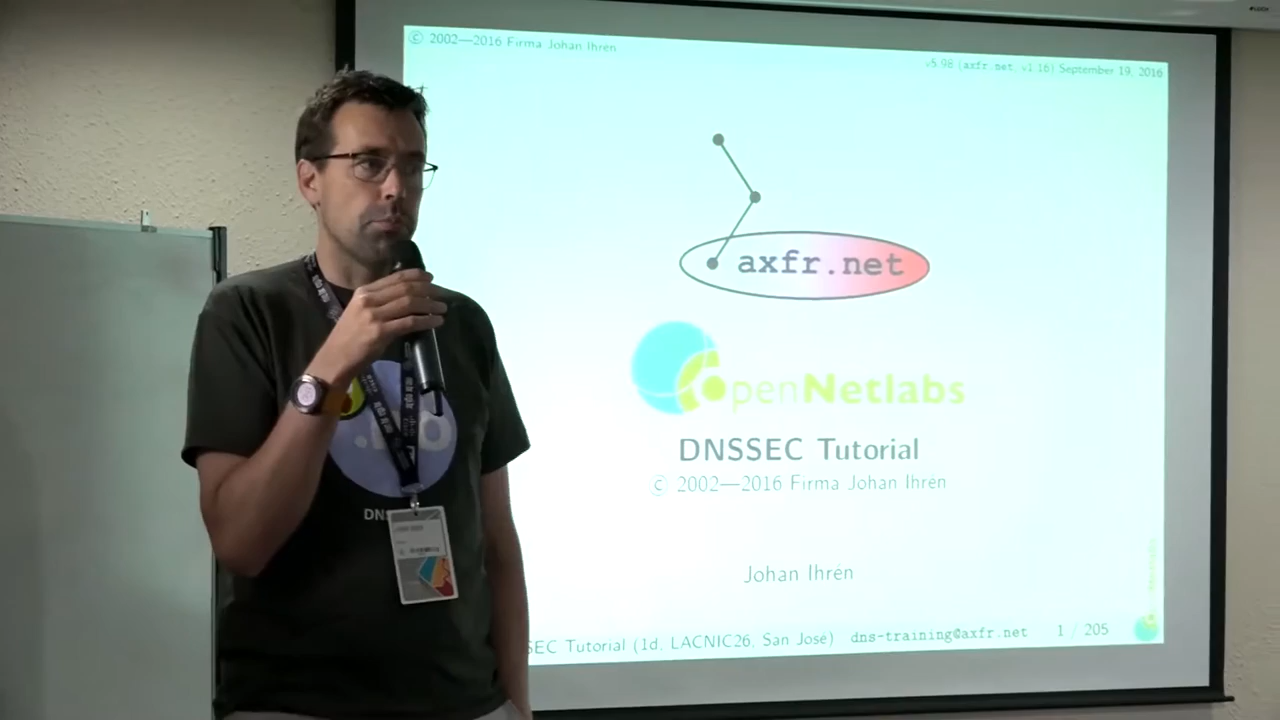 © 2002—2016 Firma Johan Ihrén
v5.98 (axfr.net, v1.16) September 19, 2016
axfr.net
OpenNetlabs
DNSSEC Tutorial
© 2002—2016 Firma Johan Ihrén
Johan Ihrén
SEC Tutorial (1d, LACNIC26, San José) dns-training@axfr.net 1 / 205
DNS